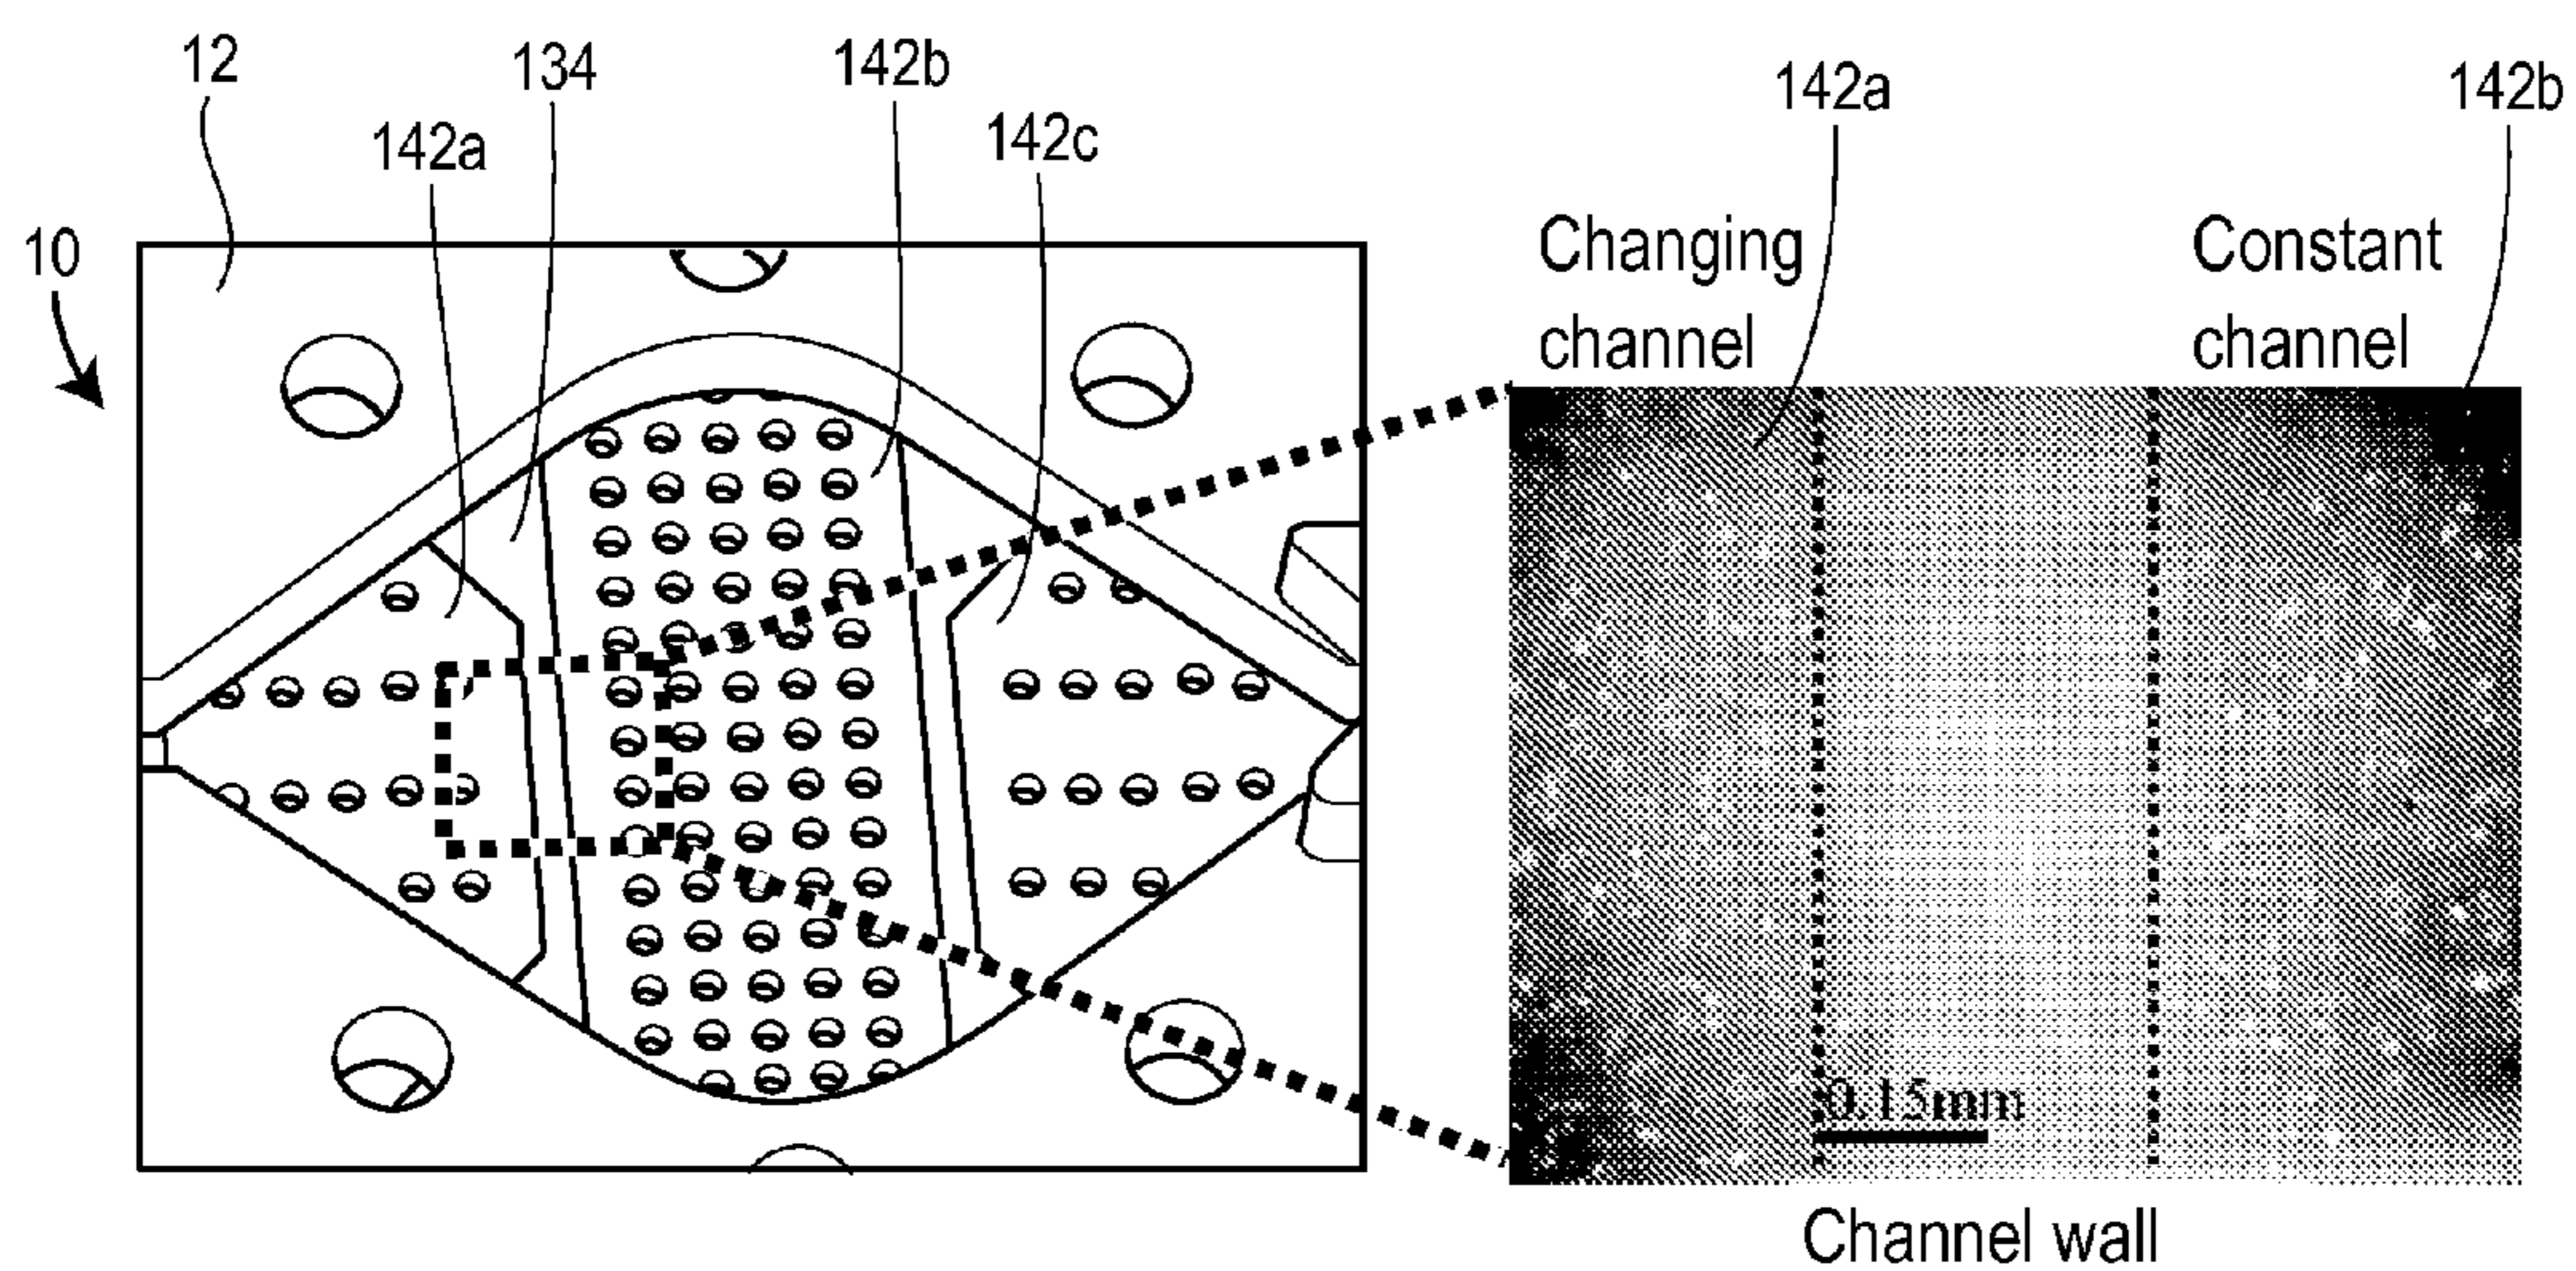 12
134
142b
142a
142c
10
142a
142b
Changing
channel
Constant
channel
0.15mm
Channel wall